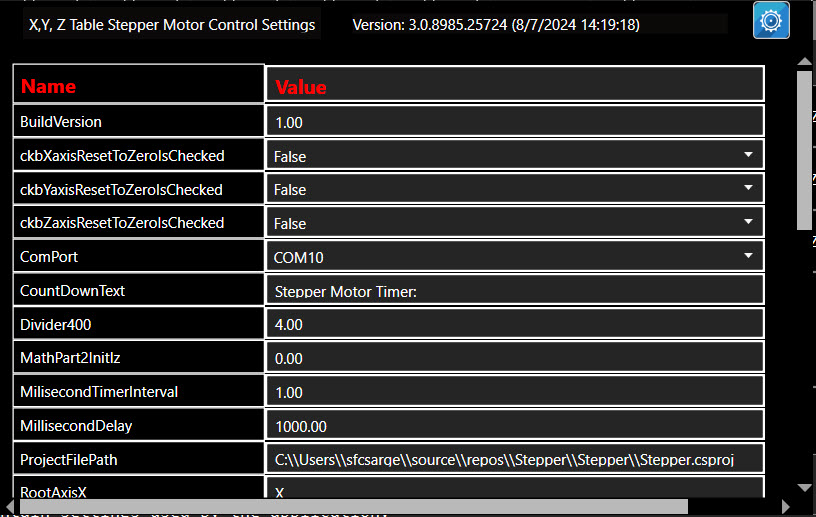 X,Y, Z Table Stepper Motor Control Settings Version: 3.0.8985.25724 (8/7/2024 14:19:18)
Name Value
BuildVersion 1.00
ckbXaxisResetToZeroIsChecked False
ckbYaxisResetToZeroIsChecked False
ckbZaxisResetToZeroIsChecked False
ComPort COM10
CountDownText Stepper Motor Timer:
Divider400 4.00
MathPart2Initlz 0.00
MilisecondTimerInterval 1.00
MillisecondDelay 1000.00
ProjectFilePath C:\\Users\\sfcsarge\\source\\repos\\Stepper\\Stepper\\Stepper.csproj
RootAxisX X